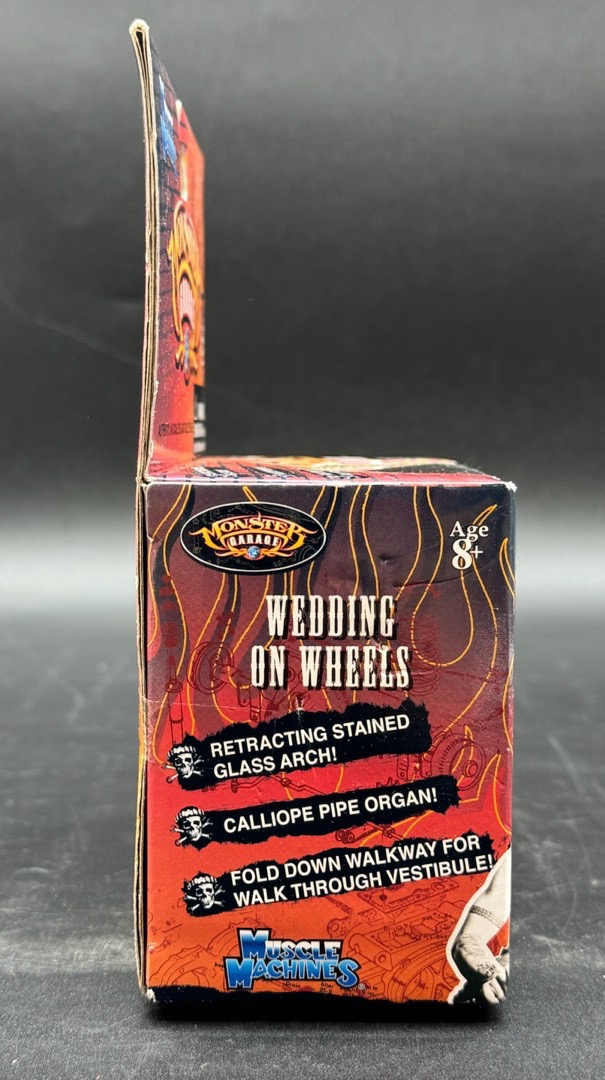 MONSTER
GARAGE
Age
8+
WEDDING
ON WHEELS
RETRACTING STAINED
GLASS ARCH!
CALLIOPE PIPE ORGAN!
FOLD DOWN WALKWAY FOR
WALK THROUGH VESTIBULE!
MUSCLE
MACHINES®